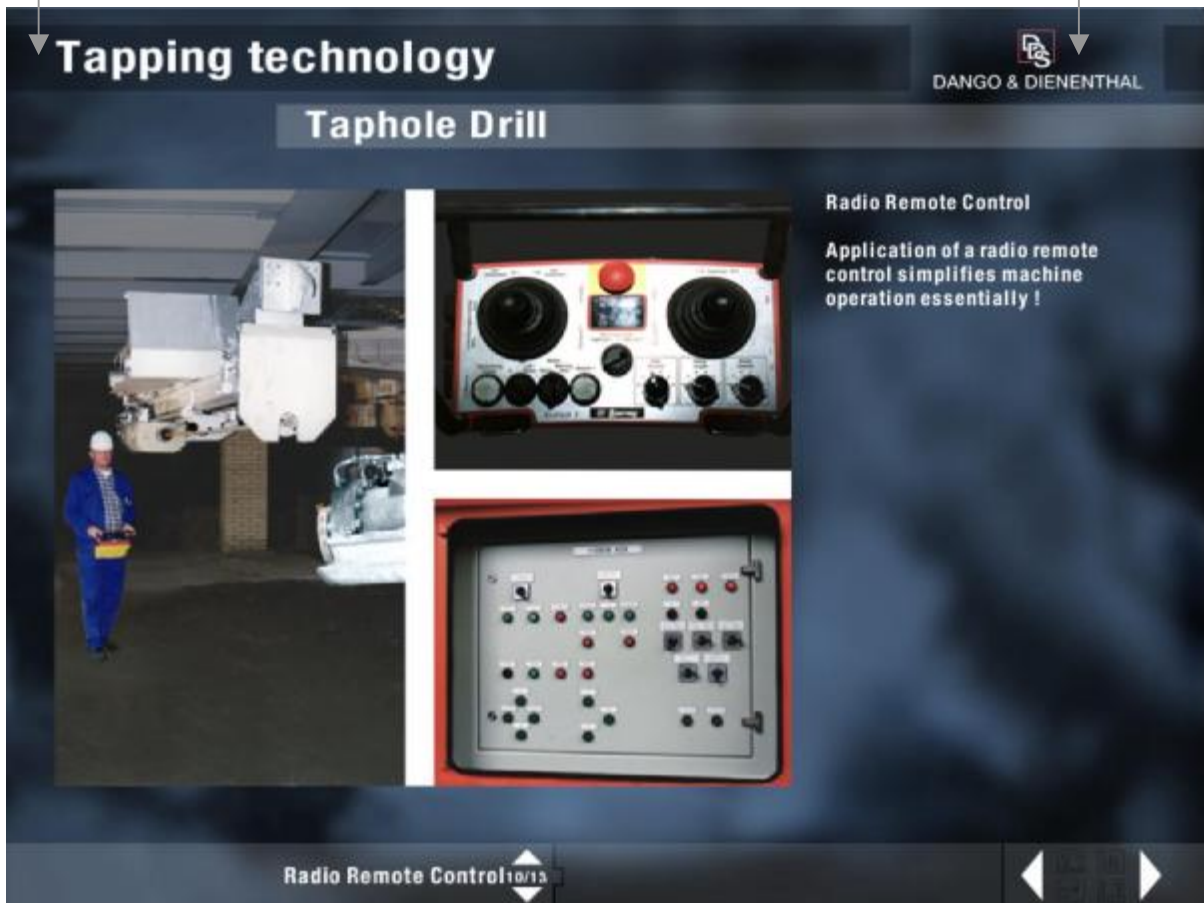 Tapping technology
DDS
DANGO & DIENENTHAL
Taphole Drill
Radio Remote Control
Application of a radio remote
control simplifies machine
operation essentially !
Radio Remote Control 10/13